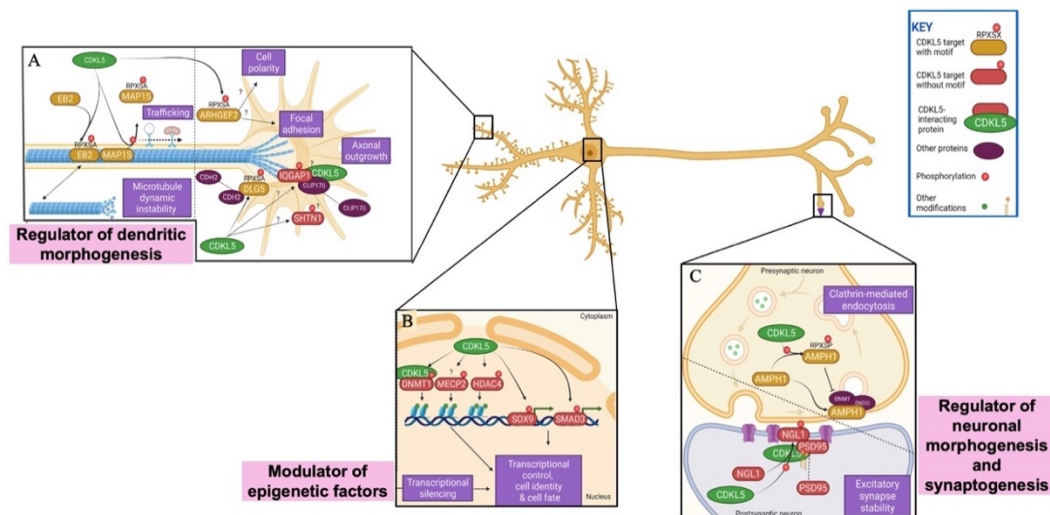 A
CDKL5
Cell
polarity
RPXSA
P
MAP1S
P
RPXSA
ARHGEF2
?
?
EB2
Trafficking
Focal
adhesion
RPXSA
P
P
EB2
MAP1S
Axonal
outgrowth
RPXSA
P
P
?
IQGAP1
CDKL5
CDH2
DLG5
CLIP170
CDH2
?
?
CLIP170
P
SHTN1
Microtubule
dynamic
instability
CDKL5
Regulator of dendritic
morphogenesis
KEY
CDKL5 target
with motif
P
RPXSX
CDKL5 target
without motif
P
CDKL5-
interacting
protein
CDKL5
Other proteins
Phosphorylation
P
Other
modifications
B
Cytoplasm
CDKL5
CDKL5
P
P
DNMT1
MECP2
HDAC4
P
P
SOX9
SMAD3
Transcriptional
silencing
Transcriptional
control,
cell identity
& cell fate
Nucleus
Modulator of
epigenetic factors
C
Presynaptic neuron
Clathrin-mediated
endocytosis
CDKL5
P
P
RPXSP
AMPH1
AMPH1
DNM1
ENDO
AMPH1
P
NGL1
PSD95
CDKL5
NGL1
P
CDKL5
PSD95
Excitatory
synapse
stability
Postsynaptic neuron
Regulator of
neuronal
morphogenesis
and
synaptogenesis